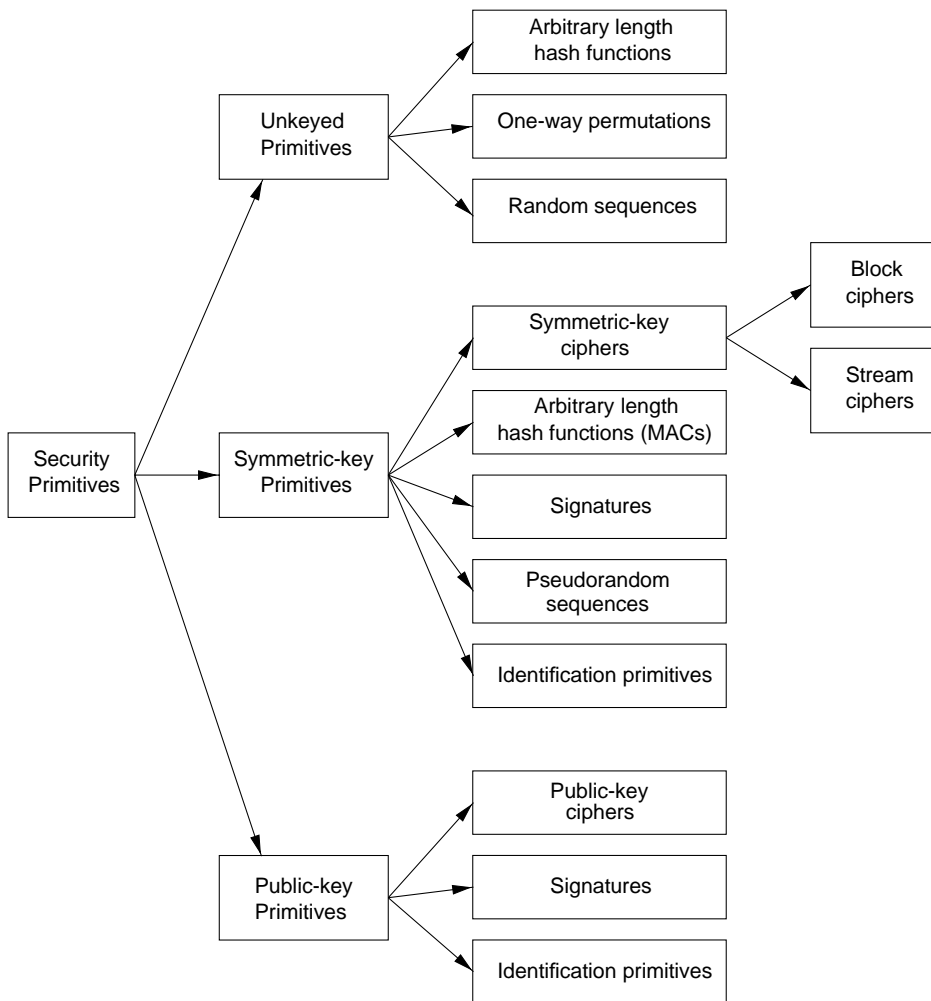 Arbitrary length
hash functions
Unkeyed
Primitives
One-way permutations
Random sequences
Block
ciphers
Symmetric-key
ciphers
Stream
ciphers
Arbitrary length
hash functions (MACs)
Security
Primitives
Symmetric-key
Primitives
Signatures
Pseudorandom
sequences
Identification primitives
Public-key
ciphers
Public-key
Primitives
Signatures
Identification primitives